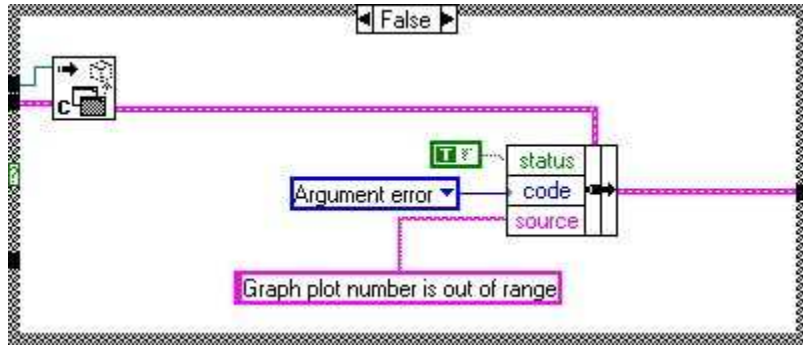 False
C
T F
status
Argument error
code
source
Graph plot number is out of range
?